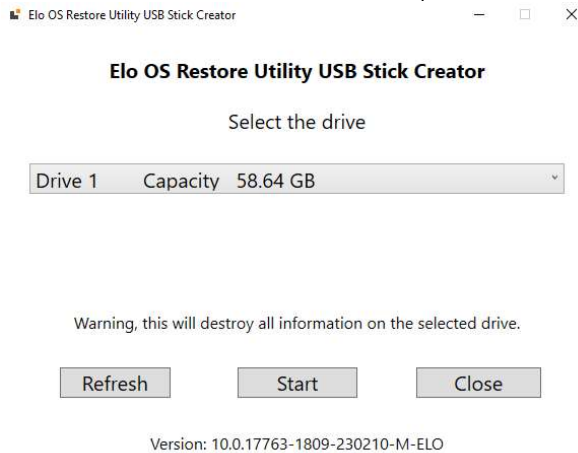 Elo OS Restore Utility USB Stick Creator
Elo OS Restore Utility USB Stick Creator
Select the drive
Drive 1 Capacity 58.64 GB
Warning, this will destroy all information on the selected drive.
Refresh Start Close
Version: 10.0.17763-1809-230210-M-ELO